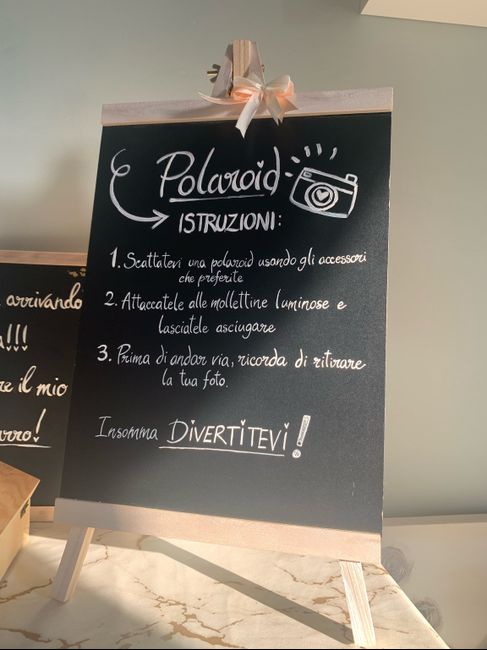 Polaroid
ISTRUZIONI:
1. Scattatevi una polaroid usando gli accessori
che preferite
2. Attaccatele alle mollettine luminose e
lasciatele asciugare
3. Prima di andar via, ricorda di ritirare
la tua foto.
Insomma DIVERTITEVI!
arrivando
!!!
re il mio
rro!